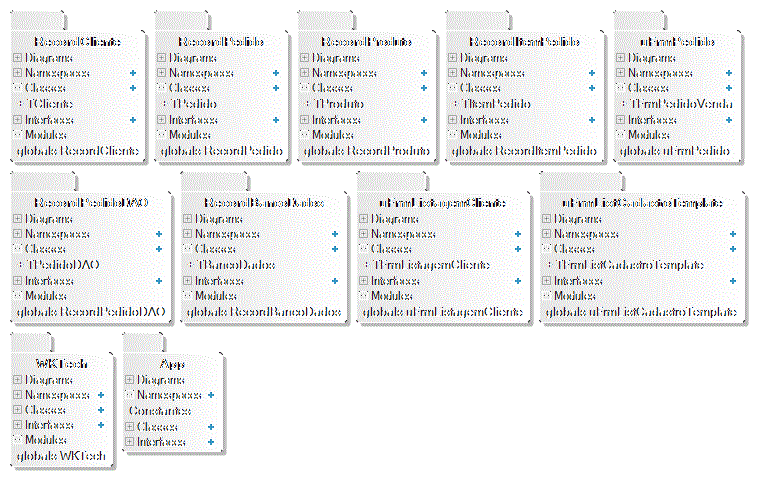 RecordCliente
Diagrams
Namespaces
Classes
TCliente
Interfaces
Modules
globals RecordCliente
RecordPedido
Diagrams
Namespaces
Classes
TPedido
Interfaces
Modules
globals RecordPedido
RecordProduto
Diagrams
Namespaces
Classes
TProduto
Interfaces
Modules
globals RecordProduto
RecordItemPedido
Diagrams
Namespaces
Classes
TItemPedido
Interfaces
Modules
globals RecordItemPedido
uFrmPedido
Diagrams
Namespaces
Classes
TFrmPedidoVenda
Interfaces
Modules
globals uFrmPedido
RecordPedidoDAO
Diagrams
Namespaces
Classes
TPedidoDAO
Interfaces
Modules
globals RecordPedidoDAO
RecordBancoDados
Diagrams
Namespaces
Classes
TBancoDados
Interfaces
Modules
globals RecordBancoDados
uFrmListagemCliente
Diagrams
Namespaces
Classes
TFrmListagemCliente
Interfaces
Modules
globals uFrmListagemCliente
uFrmListCadastroTemplate
Diagrams
Namespaces
Classes
TFrmListCadastroTemplate
Interfaces
Modules
globals uFrmListCadastroTemplate
WKTech
Diagrams
Namespaces
Classes
Interfaces
Modules
globals WKTech
App
Diagrams
Namespaces
Constantes
Classes
Interfaces